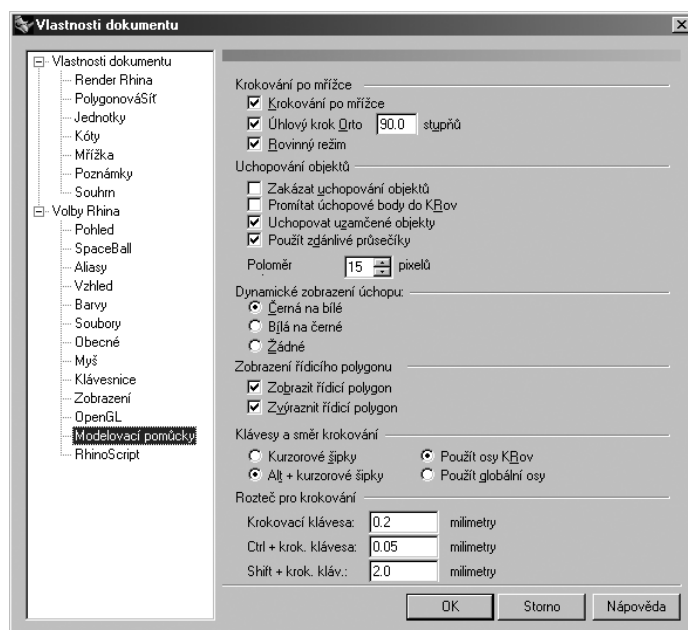 Vlastnosti dokumentu
Vlastnosti dokumentu
Render Rhina
PolygonováSíť
Jednotky
Kóty
Mřížka
Poznámky
Souhrn
Volby Rhina
Pohled
SpaceBall
Aliasy
Vzhled
Barvy
Soubory
Obecné
Myš
Klávesnice
Zobrazení
OpenGL
Modelovací pomůcky
RhinoScript
Krokování po mřížce
Krokování po mřížce
Úhlový krok Orto 90.0 stupňů
Rovinný režim
Uchopování objektů
Zakázat uchopování objektů
Promítat úchopové body do KRov
Uchopovat uzamčené objekty
Použít zdánlivé průsečíky
Poloměr 15 pixelů
Dynamické zobrazení úchopu:
Černá na bílé
Bílá na černé
Žádné
Zobrazení řídicího polygonu
Zobrazit řídicí polygon
Zvýraznit řídicí polygon
Klávesy a směr krokování
Kurzorové šipky Použít osy KRov
Alt + kurzorové šipky Použít globální osy
Rozteč pro krokování
Krokovací klávesa: 0.2 milimetry
Ctrl + krok. klávesa: 0.05 milimetry
Shift + krok. kláv.: 2.0 milimetry
OK Storno Nápověda